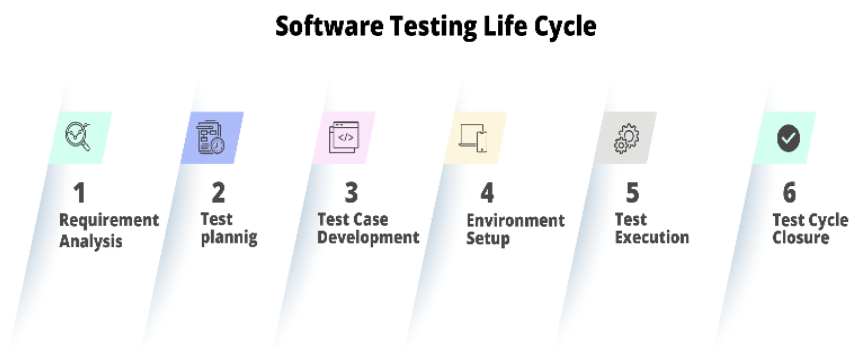 Software Testing Life Cycle
</>
1
Requirement
Analysis
2
Test
plannig
3
Test Case
Development
4
Environment
Setup
5
Test
Execution
6
Test Cycle
Closure